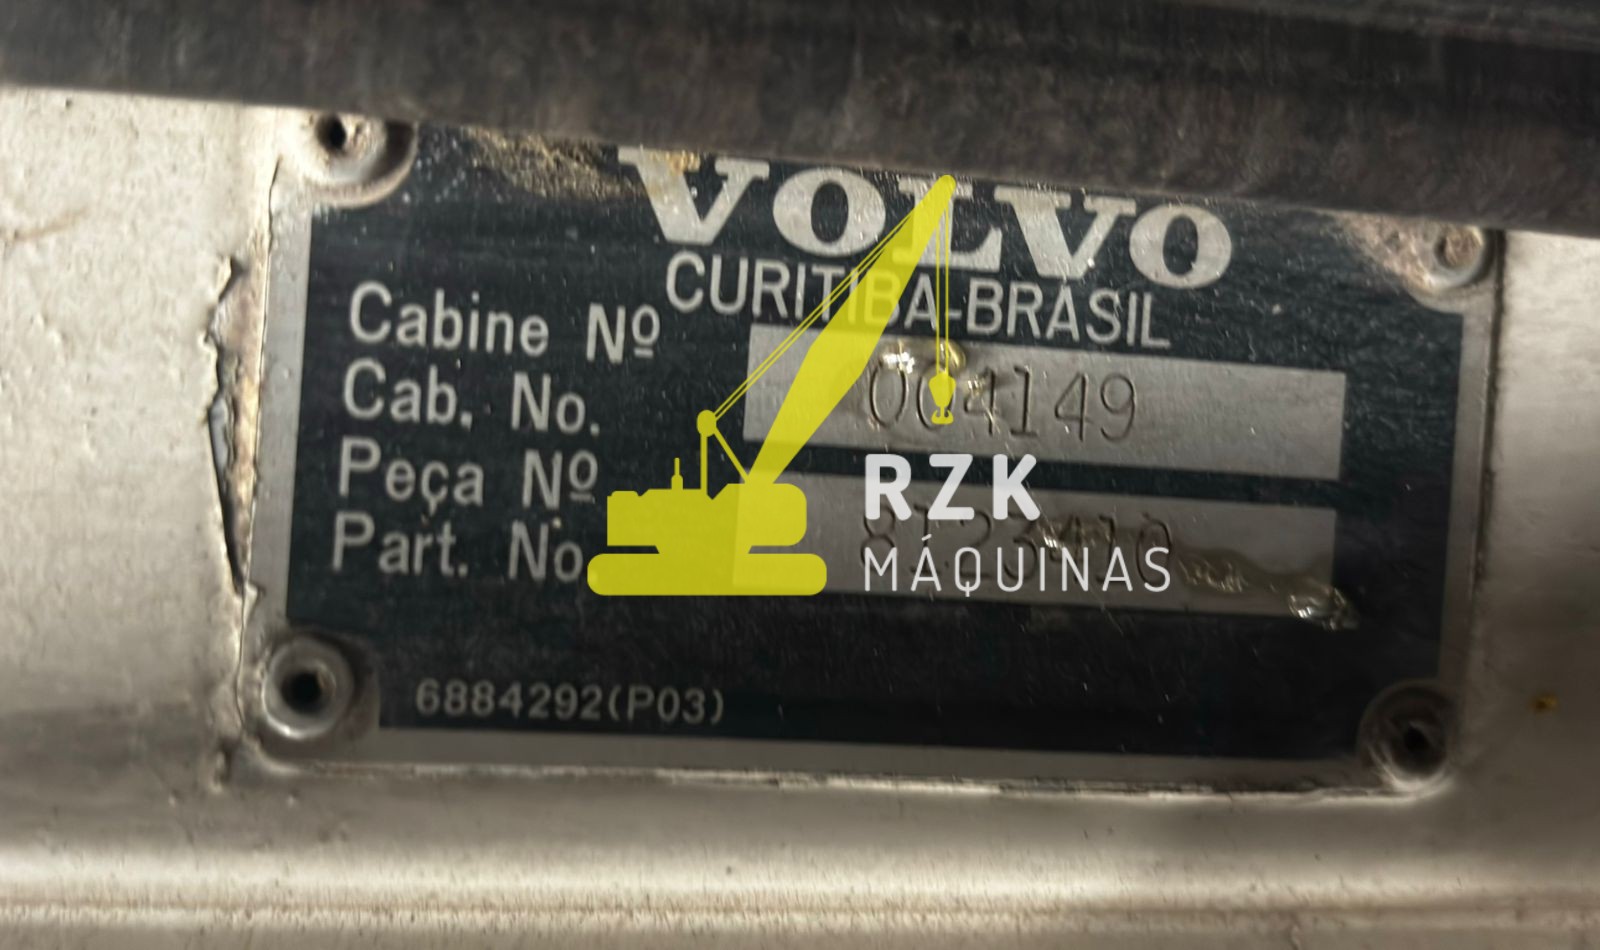 VOLVO
CURITIBA-BRASIL
Cabine Nº
Cab. No. 004149
Peça Nº
Part. No.
RZK
MÁQUINAS
6884292(P03)